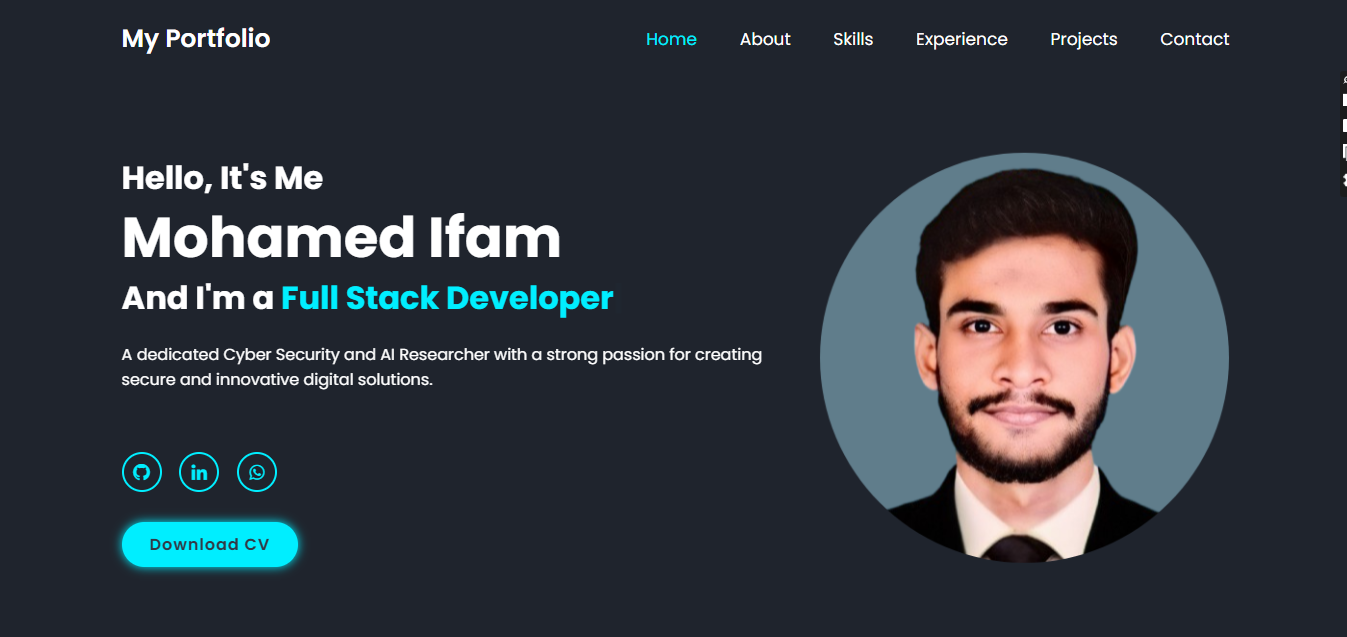 My Portfolio
Home About Skills Experience Projects Contact
Hello, It's Me
Mohamed Ifam
And I'm a Full Stack Developer
A dedicated Cyber Security and AI Researcher with a strong passion for creating
secure and innovative digital solutions.
in
Download CV